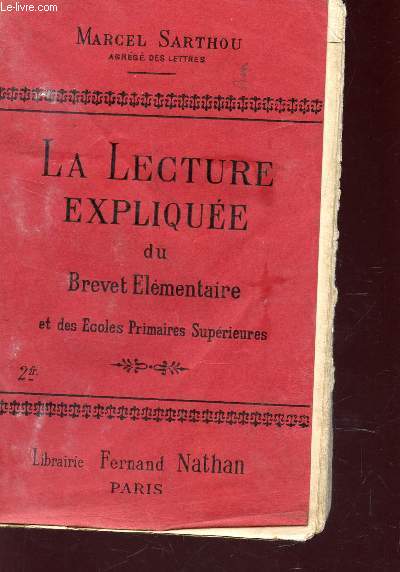 Le-livre.com
MARCEL SARTHOU
AGRÉGÉ DES LETTRES
LA LECTURE
EXPLIQUÉE
du
Brevet Elémentaire
et des Ecoles Primaires Supérieures
2fr.
Librairie Fernand Nathan
PARIS